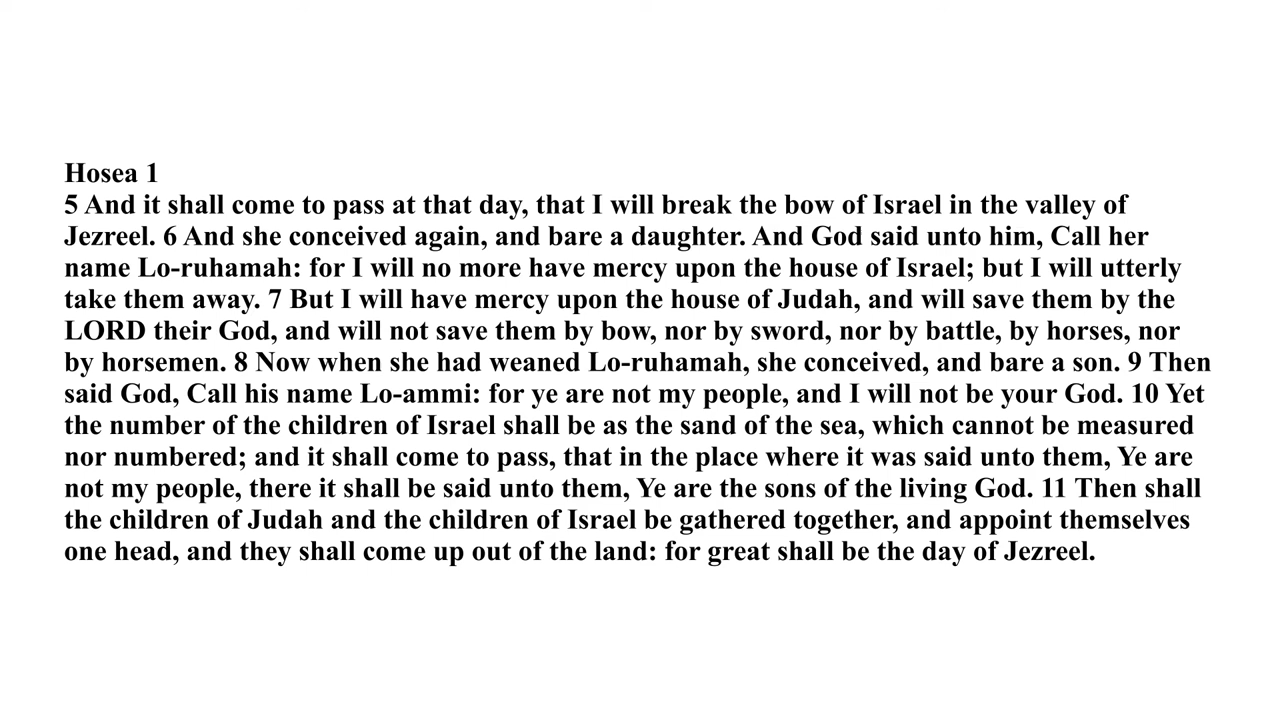 Hosea 1
5 And it shall come to pass at that day, that I will break the bow of Israel in the valley of
Jezreel. 6 And she conceived again, and bare a daughter. And God said unto him, Call her
name Lo-ruhamah: for I will no more have mercy upon the house of Israel; but I will utterly
take them away. 7 But I will have mercy upon the house of Judah, and will save them by the
LORD their God, and will not save them by bow, nor by sword, nor by battle, by horses, nor
by horsemen. 8 Now when she had weaned Lo-ruhamah, she conceived, and bare a son. 9 Then
said God, Call his name Lo-ammi: for ye are not my people, and I will not be your God. 10 Yet
the number of the children of Israel shall be as the sand of the sea, which cannot be measured
nor numbered; and it shall come to pass, that in the place where it was said unto them, Ye are
not my people, there it shall be said unto them, Ye are the sons of the living God. 11 Then shall
the children of Judah and the children of Israel be gathered together, and appoint themselves
one head, and they shall come up out of the land: for great shall be the day of Jezreel.